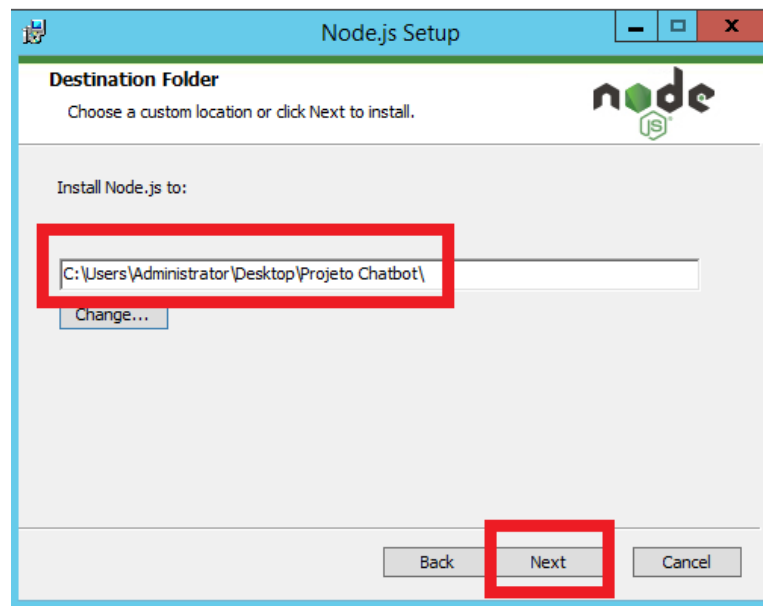 Node.js Setup
Destination Folder
Choose a custom location or click Next to install.
node
JS
Install Node.js to:
C:\Users\Administrator\Desktop\Projeto Chatbot\
Change...
Back
Next
Cancel